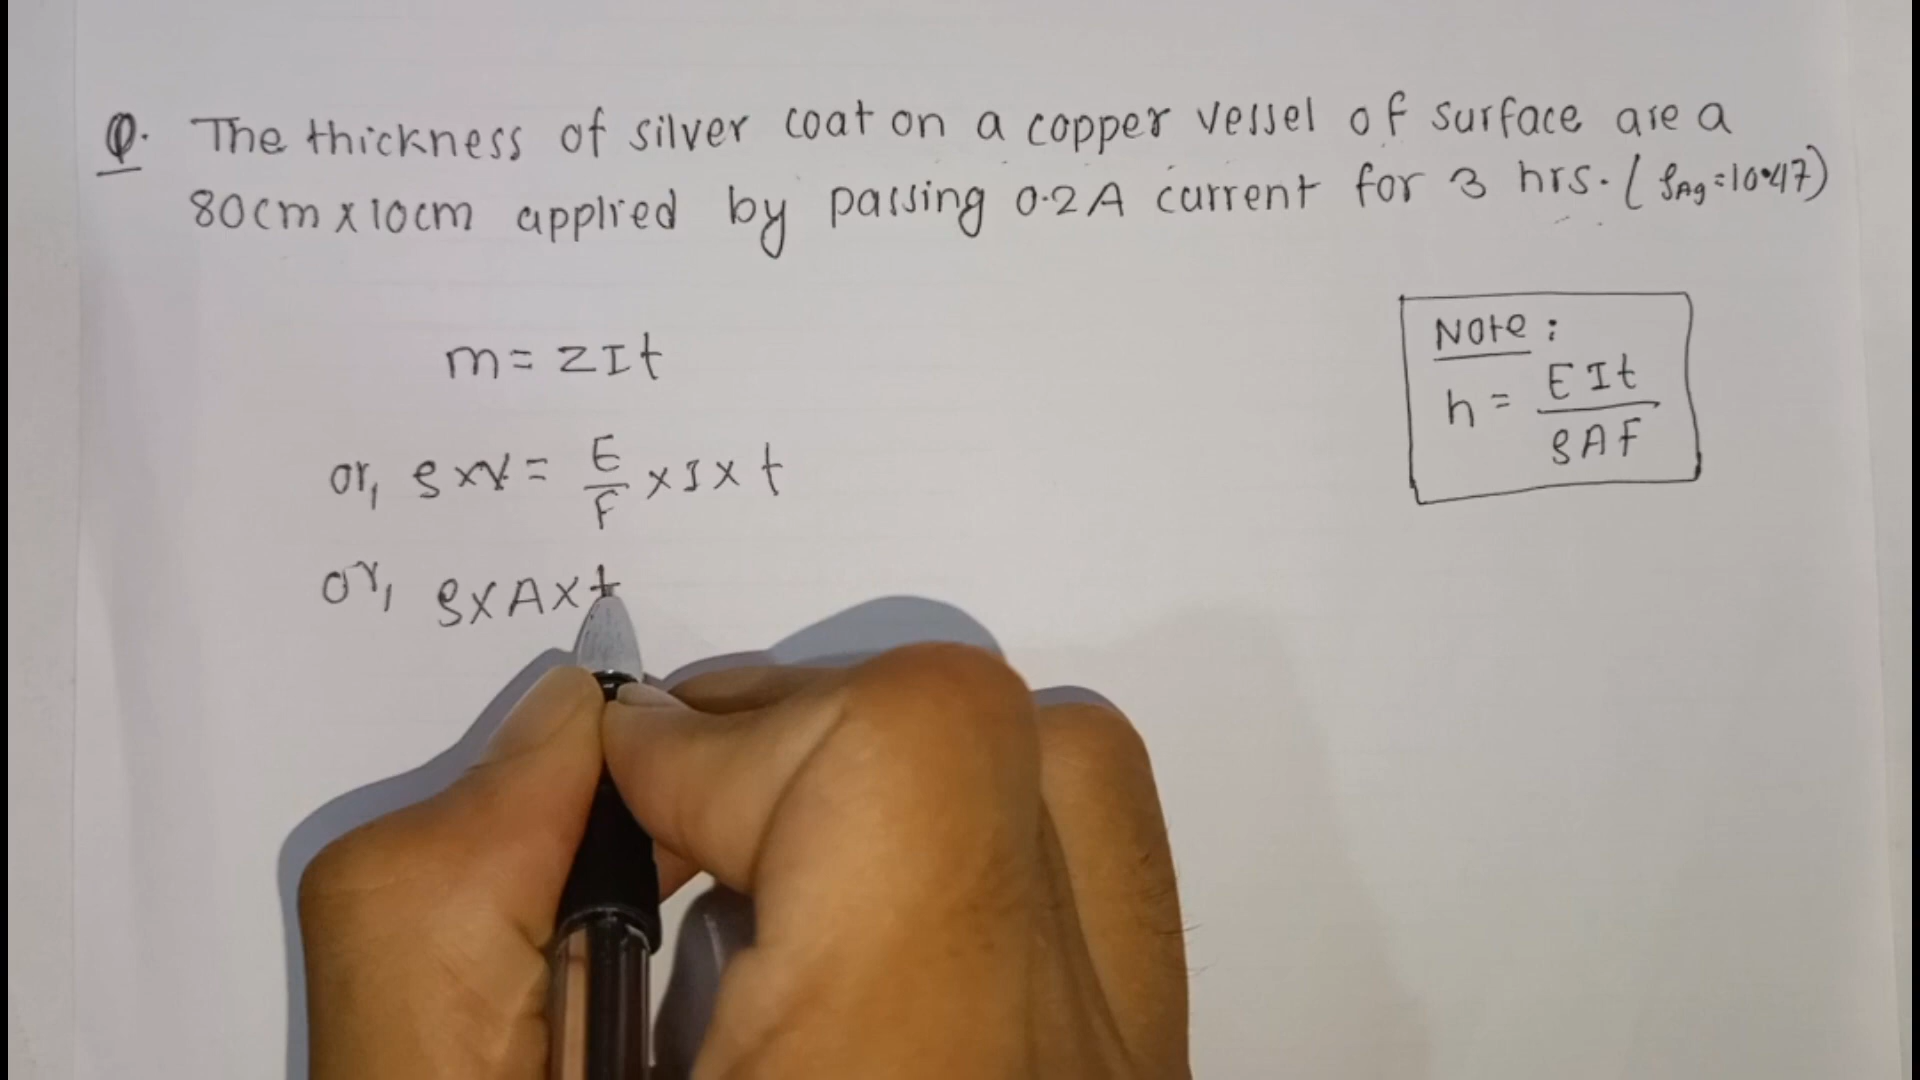 Q. The thickness of silver coat on a copper vessel of surface area
80cm x 10cm applied by passing 0.2A current for 3 hrs. (ρAg = 10.47)
m = ZIt
or, ρ x V = E/F x I x t
or, ρ x A x t
Note:
h = EIt/ρAF